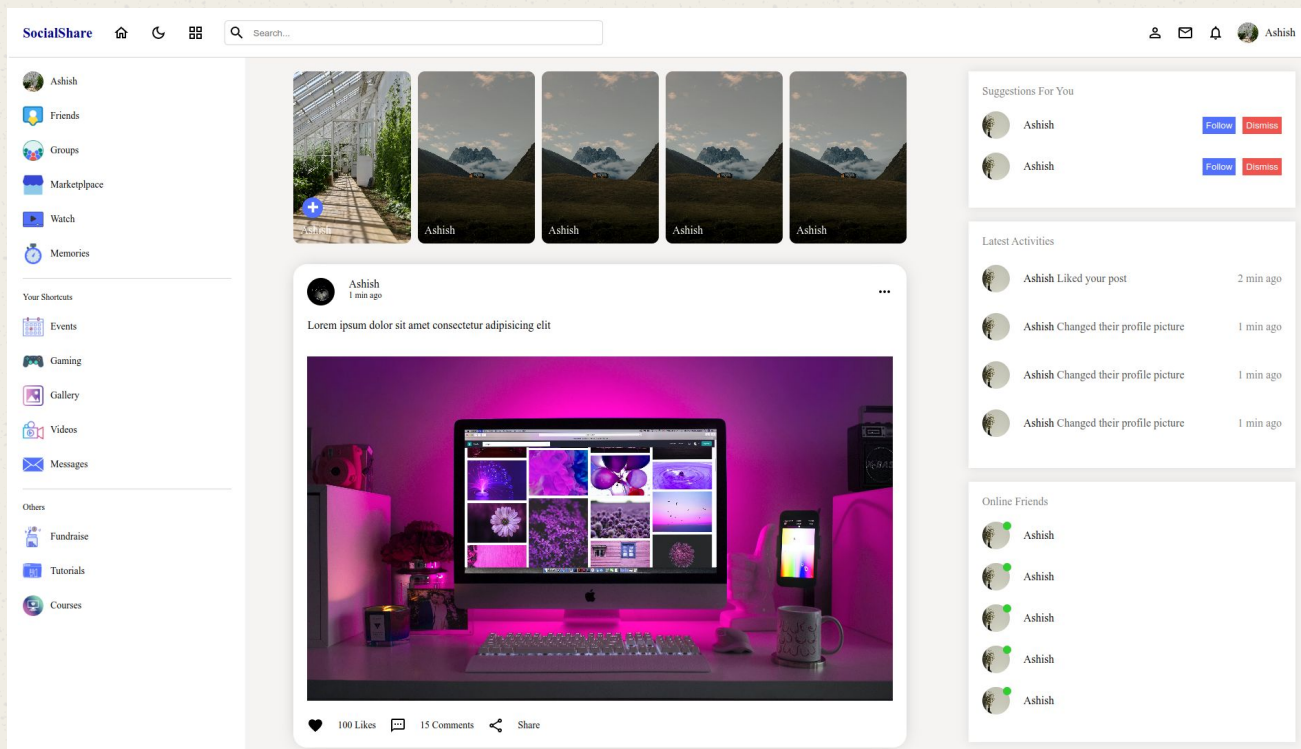 SocialShare
Search...
Ashish
Ashish
Friends
Groups
Marketplpace
Watch
Memories
Your Shortcuts
Events
Gaming
Gallery
Videos
Messages
Others
Fundraise
Tutorials
Courses
Ashish
Ashish
Ashish
Ashish
Ashish
Ashish
1 min ago
Lorem ipsum dolor sit amet consectetur adipisicing elit
100 Likes
15 Comments
Share
Suggestions For You
Ashish Follow Dismiss
Ashish Follow Dismiss
Latest Activities
Ashish Liked your post 2 min ago
Ashish Changed their profile picture 1 min ago
Ashish Changed their profile picture 1 min ago
Ashish Changed their profile picture 1 min ago
Online Friends
Ashish
Ashish
Ashish
Ashish
Ashish